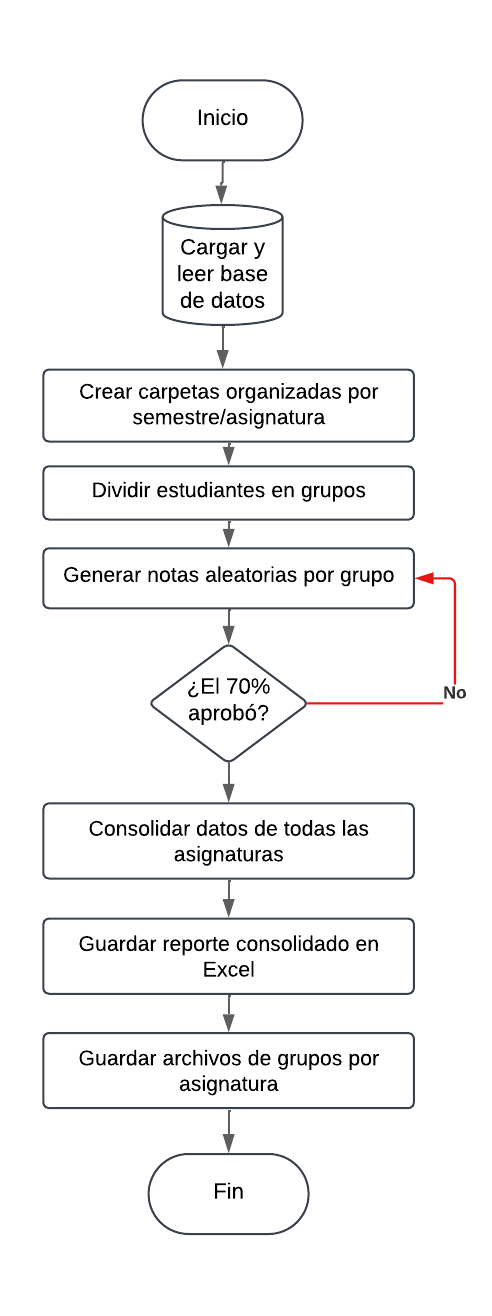 Inicio
Cargar y
leer base
de datos
Crear carpetas organizadas por
semestre/asignatura
Dividir estudiantes en grupos
Generar notas aleatorias por grupo
¿El 70%
aprobó?
No
Consolidar datos de todas las
asignaturas
Guardar reporte consolidado en
Excel
Guardar archivos de grupos por
asignatura
Fin